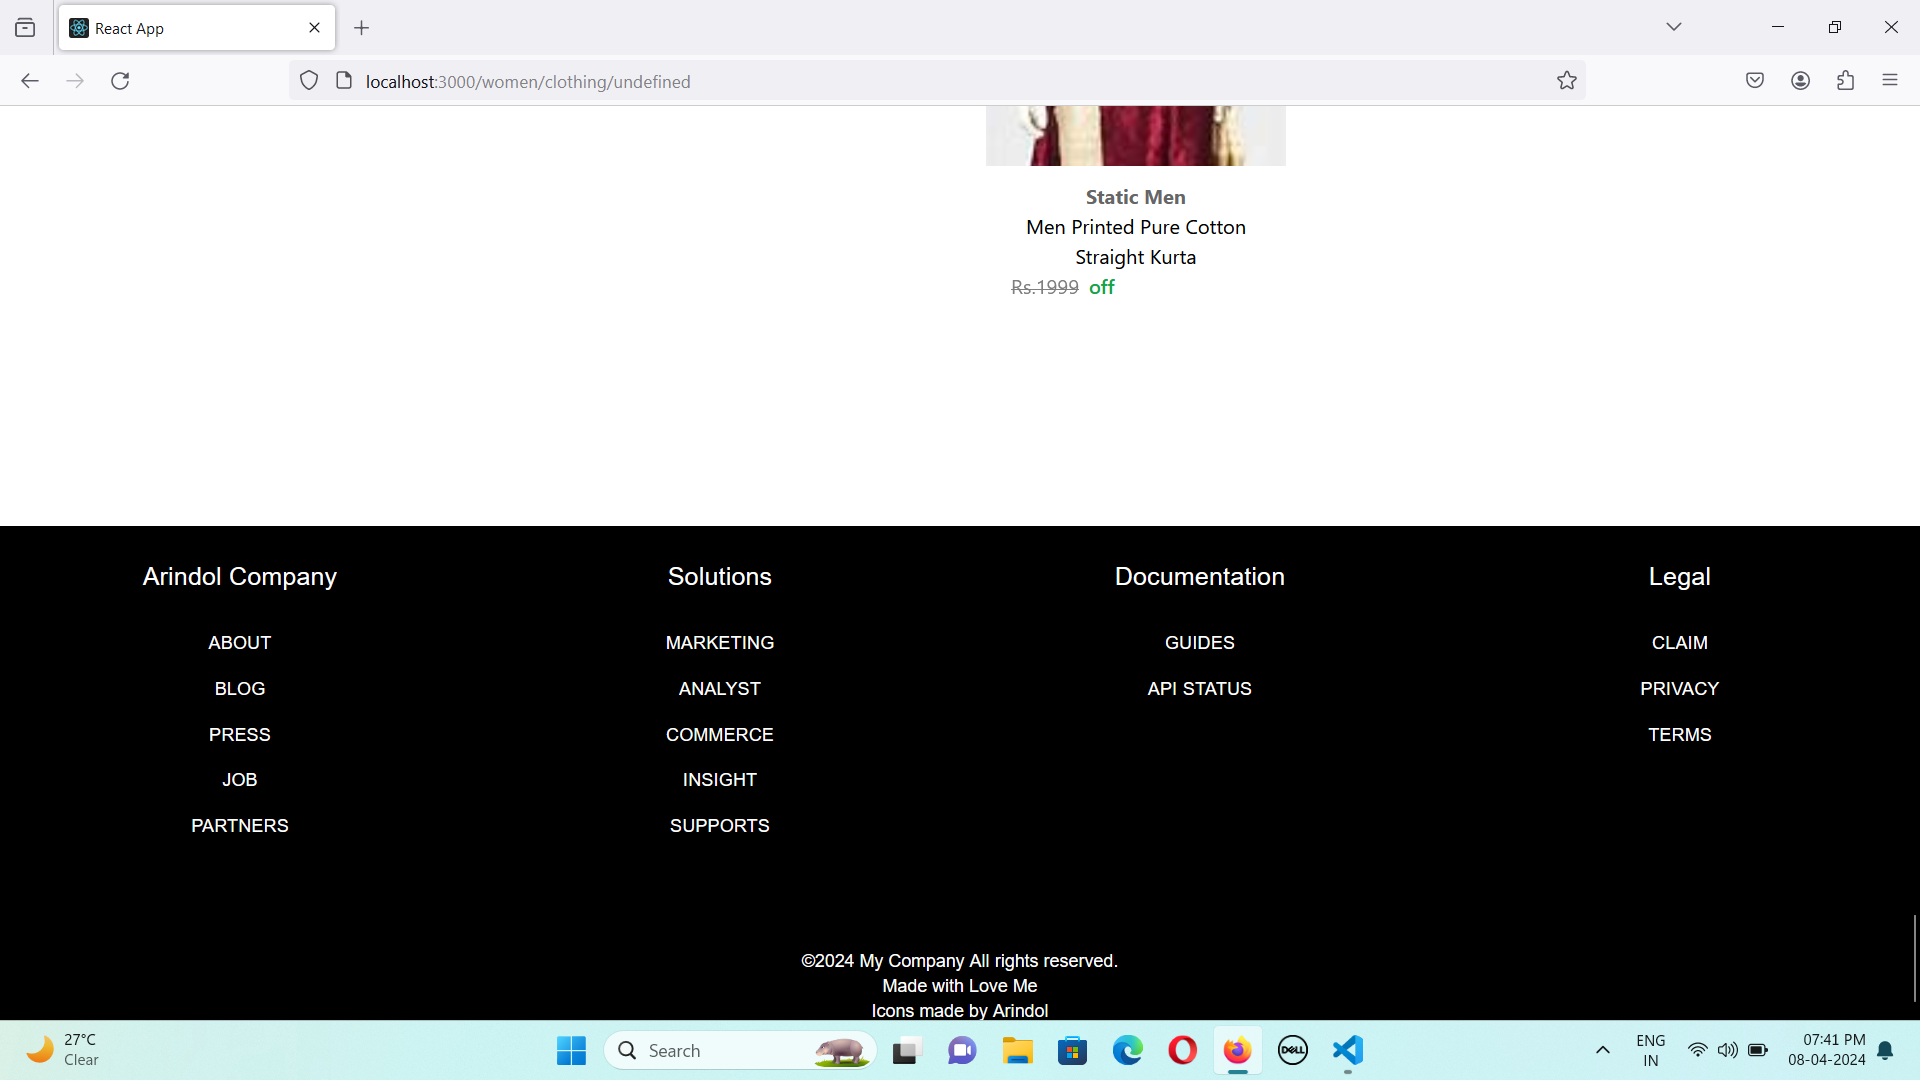 React App
localhost:3000/women/clothing/undefined
Static Men
Men Printed Pure Cotton
Straight Kurta
Rs.1999 off
Arindol Company
ABOUT
BLOG
PRESS
JOB
PARTNERS
Solutions
MARKETING
ANALYST
COMMERCE
INSIGHT
SUPPORTS
Documentation
GUIDES
API STATUS
Legal
CLAIM
PRIVACY
TERMS
©2024 My Company All rights reserved.
Made with Love Me
Icons made by Arindol
27°C
Clear
Search
DELL
ENG
IN
07:41 PM
08-04-2024